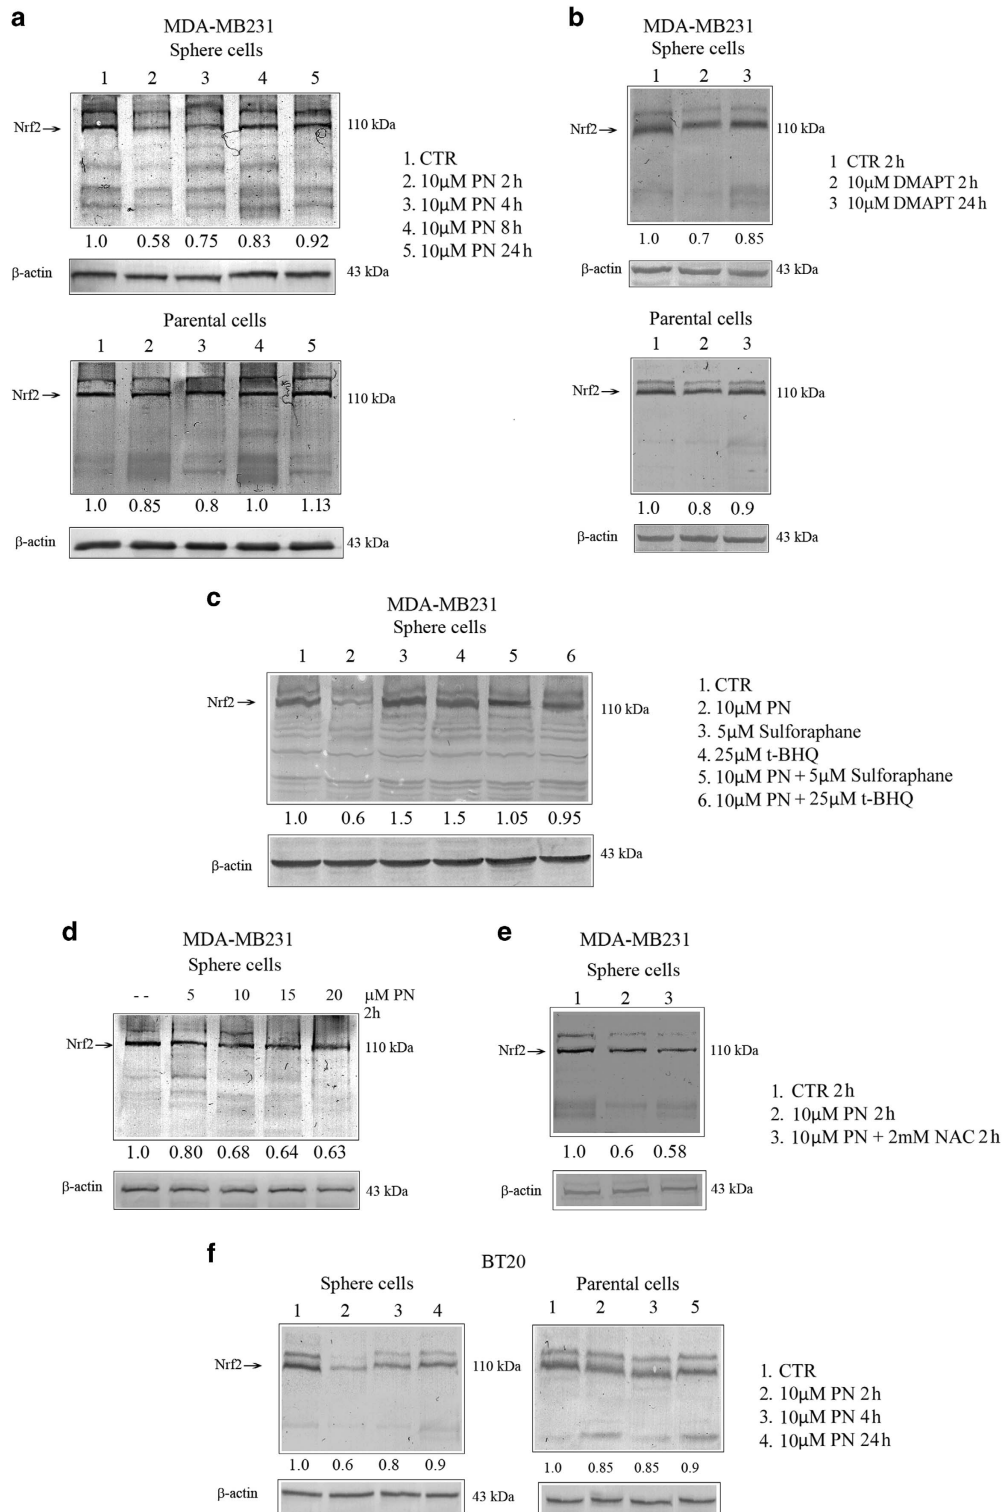 a
MDA-MB231
Sphere cells
1 2 3 4 5
Nrf2→ 110 kDa
1. CTR
2. 10μM PN 2h
3. 10μM PN 4h
4. 10μM PN 8h
5. 10μM PN 24h
1.0 0.58 0.75 0.83 0.92
β-actin 43 kDa
Parental cells
1 2 3 4 5
Nrf2→ 110 kDa
1.0 0.85 0.8 1.0 1.13
β-actin 43 kDa
b
MDA-MB231
Sphere cells
1 2 3
Nrf2→ 110 kDa
1 CTR 2h
2 10μM DMAPT 2h
3 10μM DMAPT 24h
1.0 0.7 0.85
β-actin 43 kDa
Parental cells
1 2 3
Nrf2→ 110 kDa
1.0 0.8 0.9
β-actin 43 kDa
c
MDA-MB231
Sphere cells
1 2 3 4 5 6
Nrf2→ 110 kDa
1. CTR
2. 10μM PN
3. 5μM Sulforaphane
4. 25μM t-BHQ
5. 10μM PN + 5μM Sulforaphane
6. 10μM PN + 25μM t-BHQ
1.0 0.6 1.5 1.5 1.05 0.95
β-actin 43 kDa
d
MDA-MB231
Sphere cells
- - 5 10 15 20 μM PN
2h
Nrf2→ 110 kDa
1.0 0.80 0.68 0.64 0.63
β-actin 43 kDa
e
MDA-MB231
Sphere cells
1 2 3
Nrf2→ 110 kDa
1. CTR 2h
2. 10μM PN 2h
3. 10μM PN + 2mM NAC 2h
1.0 0.6 0.58
β-actin 43 kDa
f
BT20
Sphere cells Parental cells
1 2 3 4 1 2 3 5
Nrf2→ 110 kDa
1. CTR
2. 10μM PN 2h
3. 10μM PN 4h
4. 10μM PN 24h
1.0 0.6 0.8 0.9 1.0 0.85 0.85 0.9
β-actin 43 kDa